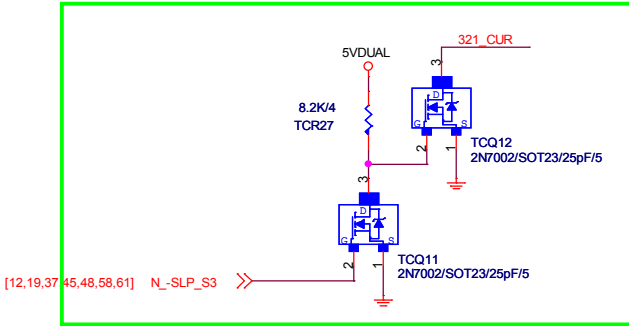 321_CUR
5VDUAL
3
D
8.2K/4
TCR27
G
S
2
1
TCQ12
2N7002/SOT23/25pF/5
3
D
G
S
2
1
TCQ11
2N7002/SOT23/25pF/5
[12,19,37,45,48,58,61] N_-SLP_S3